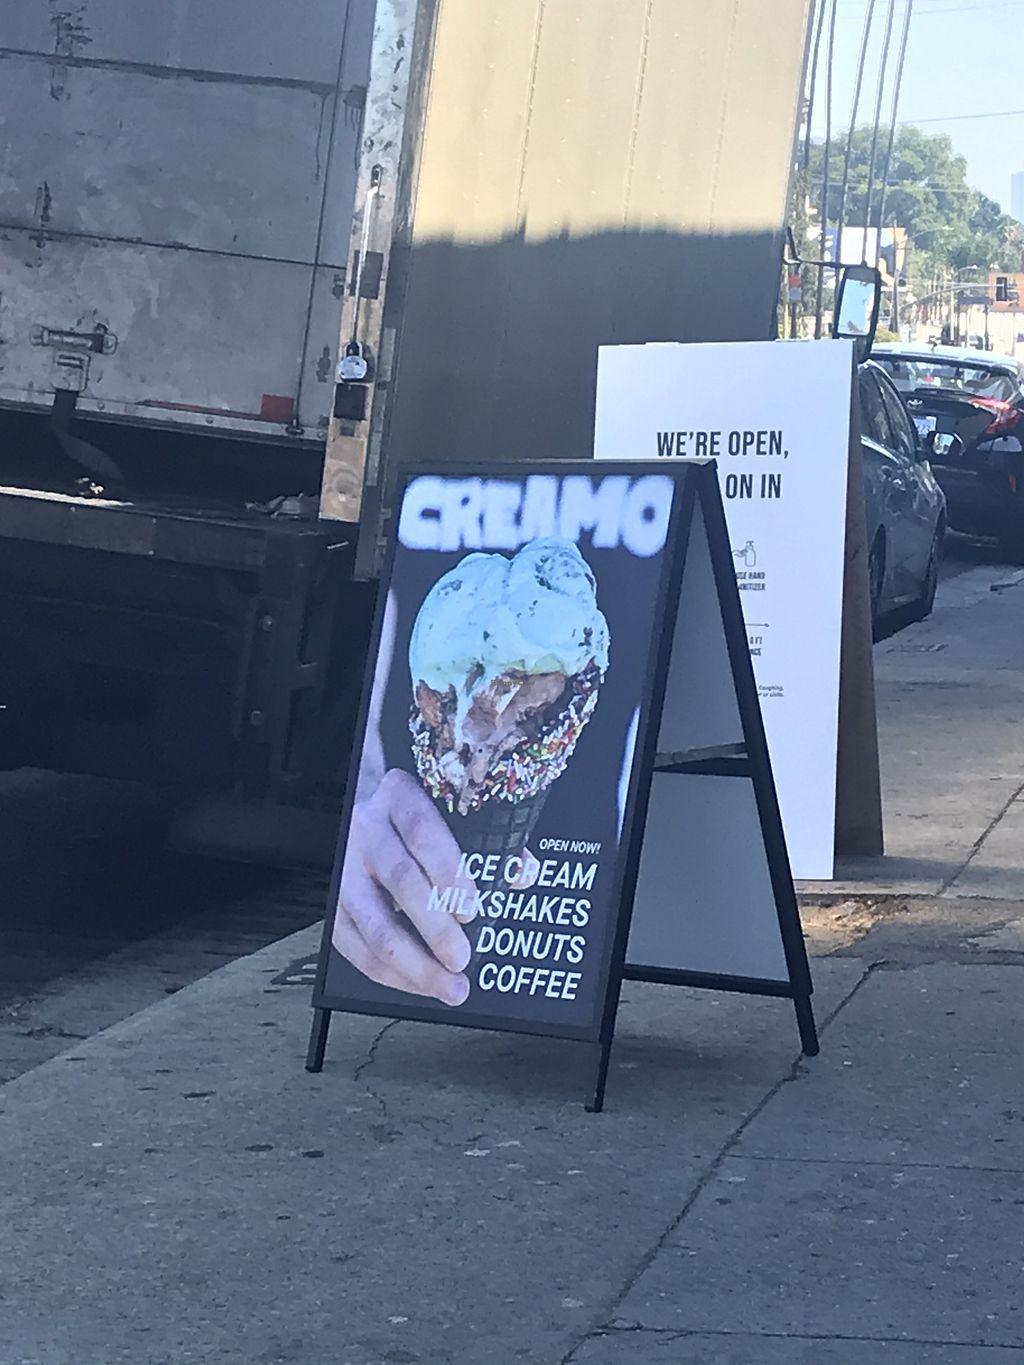 WE'RE OPEN,
ON IN
CREAMO
OPEN NOW!
ICE CREAM
MILKSHAKES
DONUTS
COFFEE